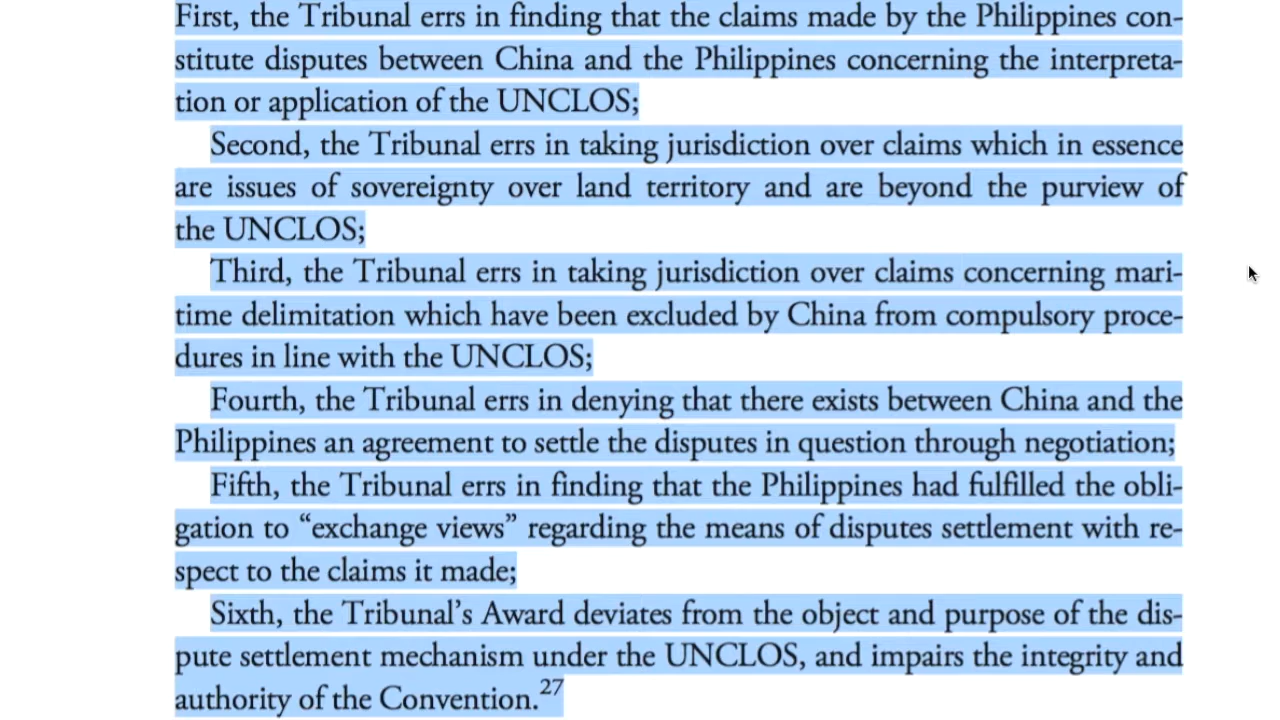 First, the Tribunal errs in finding that the claims made by the Philippines con-
stitute disputes between China and the Philippines concerning the interpreta-
tion or application of the UNCLOS;
Second, the Tribunal errs in taking jurisdiction over claims which in essence
are issues of sovereignty over land territory and are beyond the purview of
the UNCLOS;
Third, the Tribunal errs in taking jurisdiction over claims concerning mari-
time delimitation which have been excluded by China from compulsory proce-
dures in line with the UNCLOS;
Fourth, the Tribunal errs in denying that there exists between China and the
Philippines an agreement to settle the disputes in question through negotiation;
Fifth, the Tribunal errs in finding that the Philippines had fulfilled the obli-
gation to “exchange views” regarding the means of disputes settlement with re-
spect to the claims it made;
Sixth, the Tribunal’s Award deviates from the object and purpose of the dis-
pute settlement mechanism under the UNCLOS, and impairs the integrity and
authority of the Convention.27